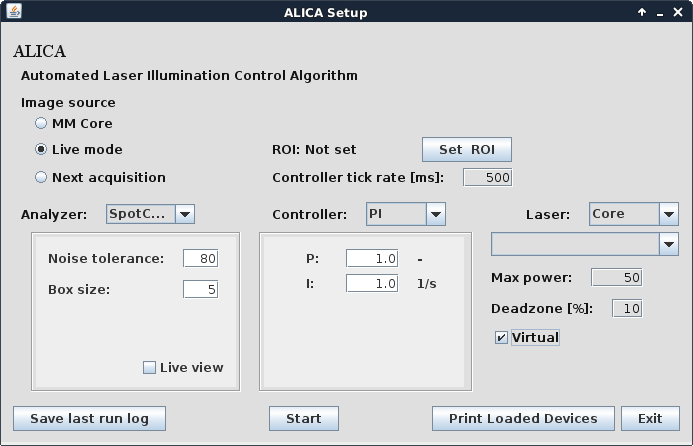 ALICA Setup
ALICA
Automated Laser Illumination Control Algorithm
Image source
MM Core
Live mode
ROI: Not set
Set ROI
Next acquisition
Controller tick rate [ms]:
500
Analyzer:
SpotC...
Controller:
PI
Laser:
Core
Noise tolerance:
80
Box size:
5
Live view
P:
1.0
-
I:
1.0
1/s
Max power:
50
Deadzone [%]:
10
Virtual
Save last run log
Start
Print Loaded Devices
Exit